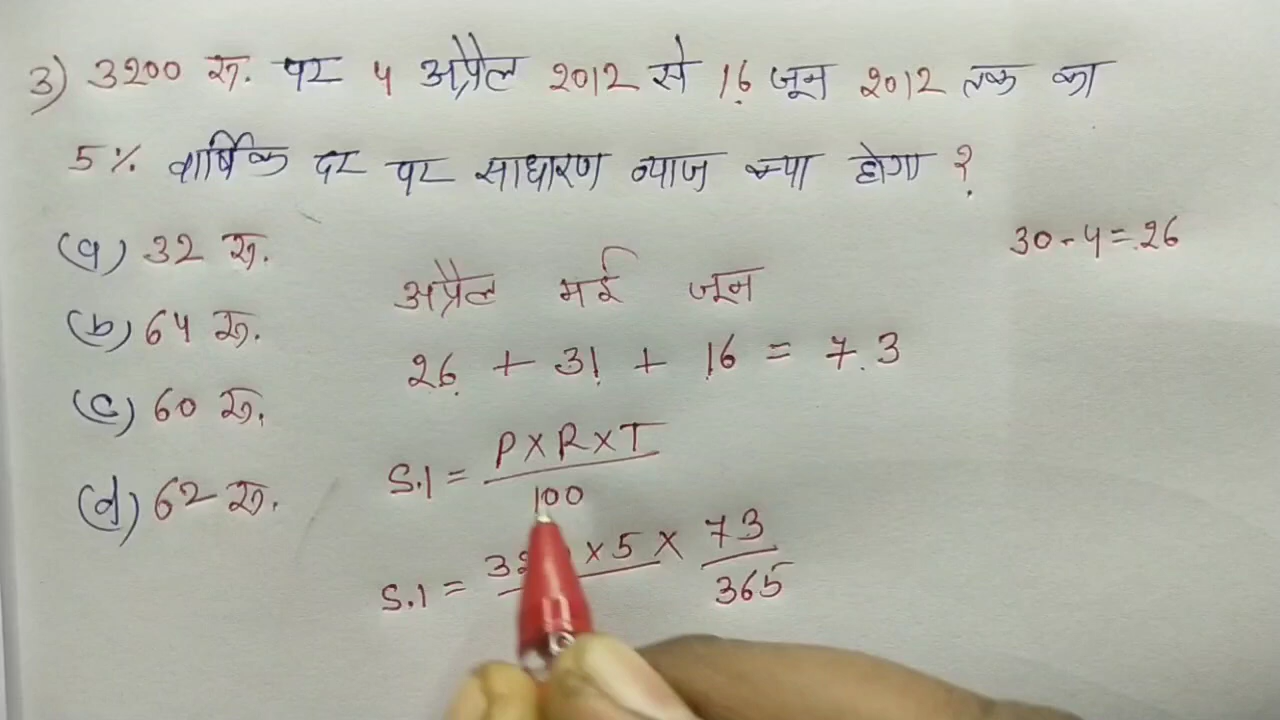 3) 3200 रु. पर 4 अप्रैल 2012 से 16 जून 2012 तक का
5% वार्षिक दर पर साधारण ब्याज क्या होगा ?
(a) 32 रु.
(b) 64 रु.
(c) 60 रु.
(d) 62 रु.
30-4=26
अप्रैल मई जून
26 + 31 + 16 = 73
S.I = P×R×T
100
S.I = ×5 × 73
365